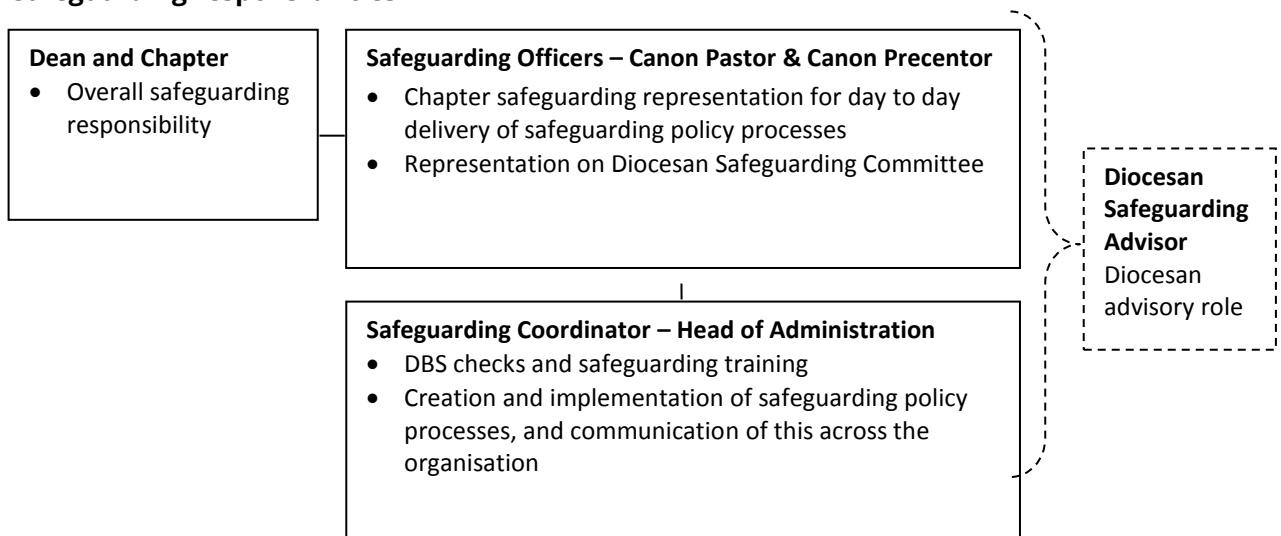 Dean and Chapter
• Overall safeguarding
responsibility
Safeguarding Officers – Canon Pastor & Canon Precentor
• Chapter safeguarding representation for day to day
delivery of safeguarding policy processes
• Representation on Diocesan Safeguarding Committee
Safeguarding Coordinator – Head of Administration
• DBS checks and safeguarding training
• Creation and implementation of safeguarding policy
processes, and communication of this across the
organisation
Diocesan
Safeguarding
Advisor
Diocesan
advisory role